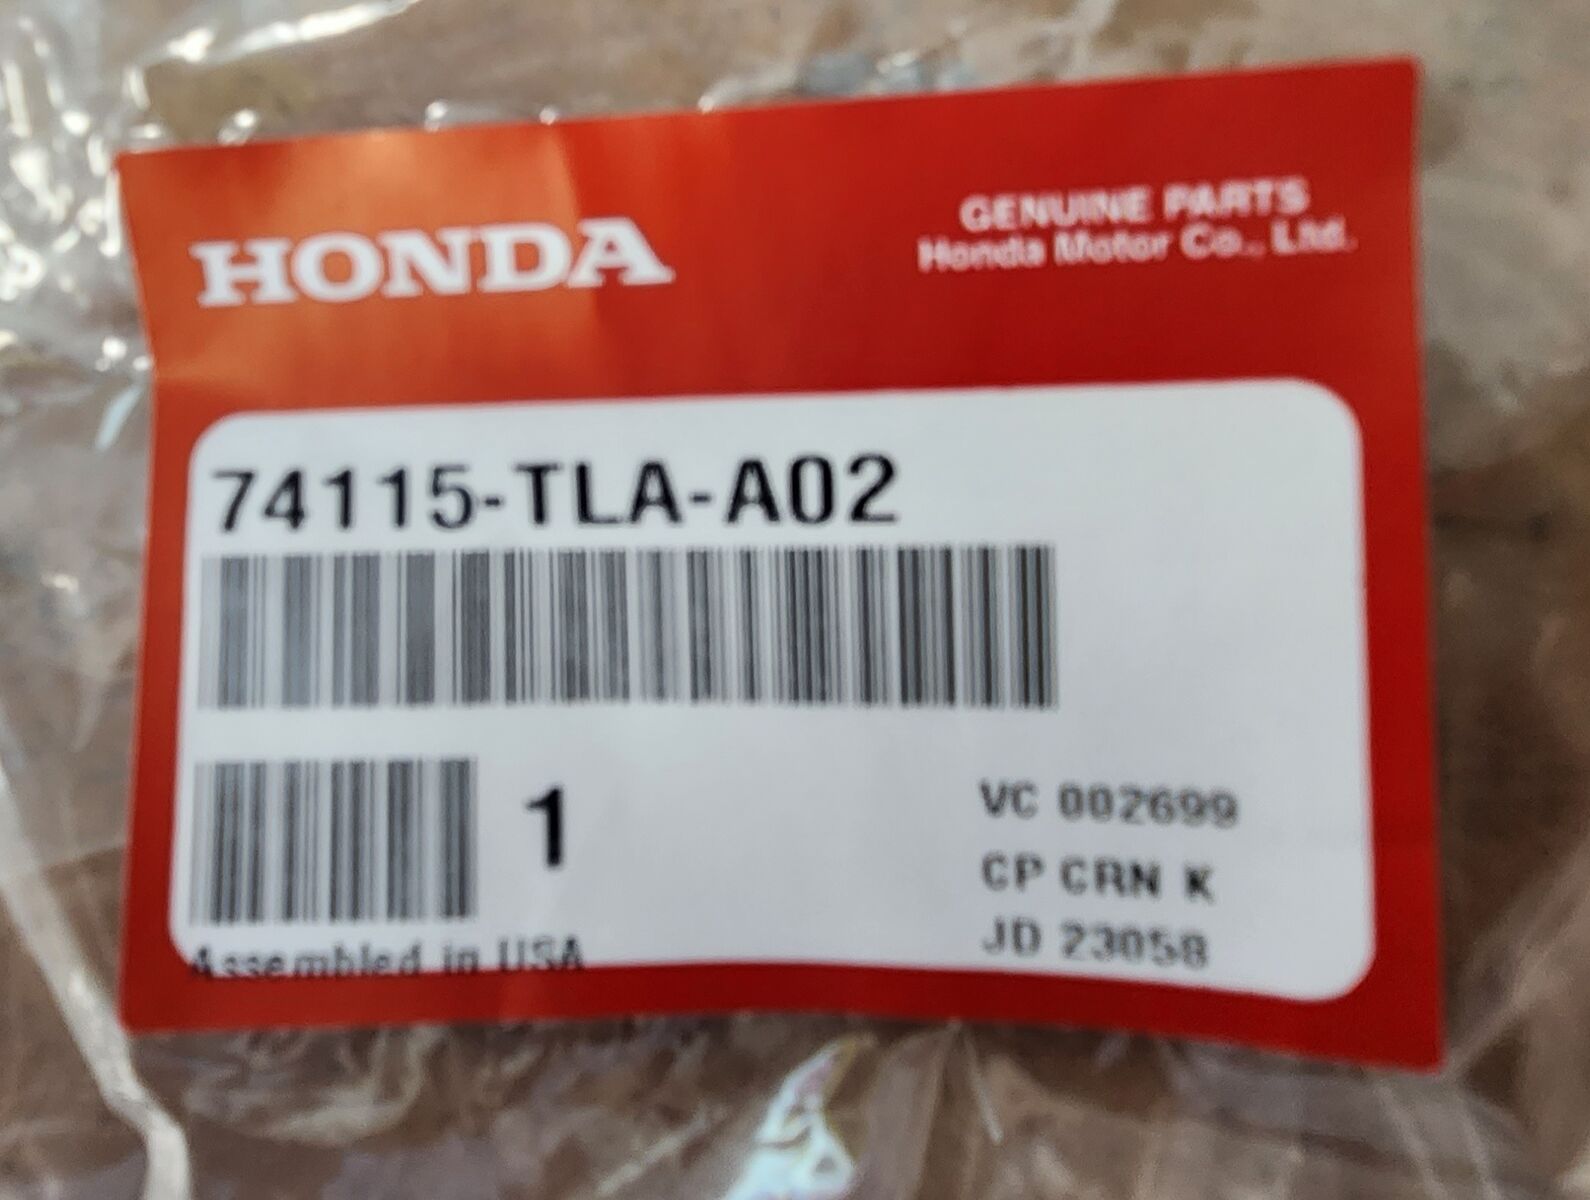 HONDA
GENUINE PARTS
Honda Motor Co., Ltd.
74115-TLA-A02
1
VC 002699
CP CRN K
JD 23058
Assembled in USA